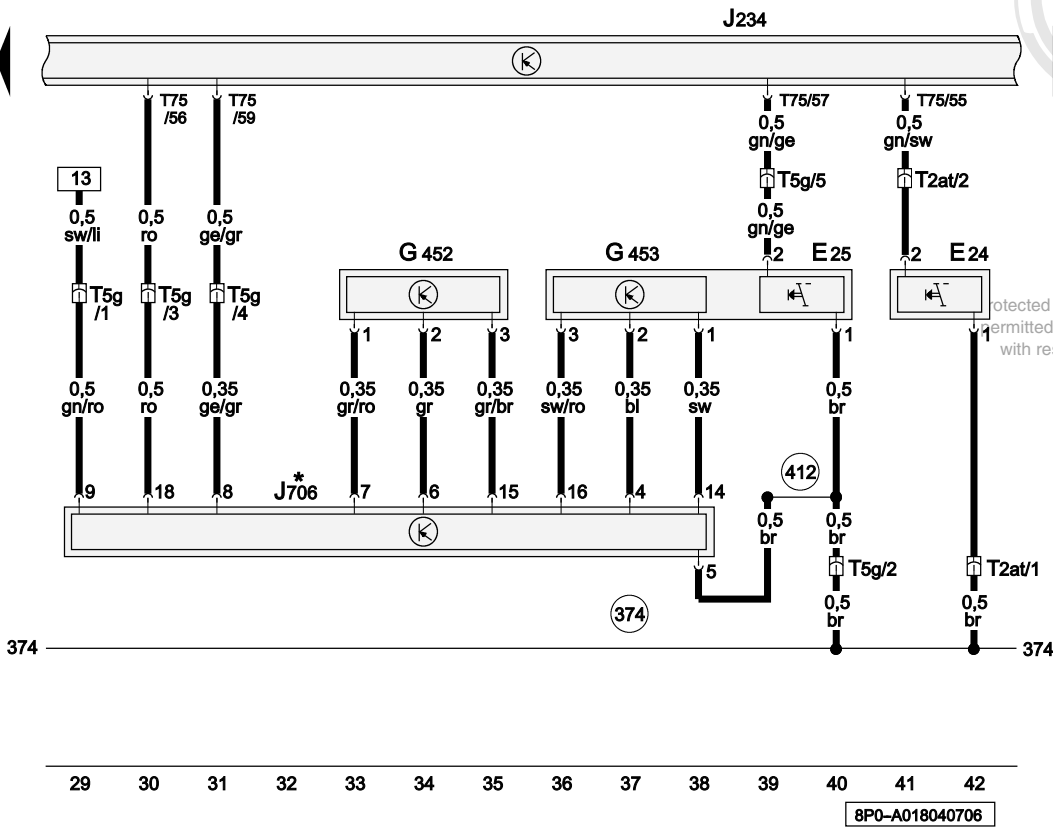 J234
T75
/56
T75
/59
T75/57
T75/55
0,5
gn/ge
0,5
gn/sw
13
T5g/5
T2at/2
0,5
sw/li
0,5
ro
0,5
ge/gr
0,5
gn/ge
G 452
G 453
2
E 25
2
E 24
T5g
/1
T5g
/3
T5g
/4
rotected
permitted
with res
1
2
3
3
2
1
1
1
0,5
gn/ro
0,5
ro
0,35
ge/gr
0,35
gr/ro
0,35
gr
0,35
gr/br
0,35
sw/ro
0,35
bl
0,35
sw
0,5
br
412
9
18
8
J706
*
7
6
15
16
4
14
0,5
br
0,5
br
5
T5g/2
T2at/1
374
0,5
br
0,5
br
374
374
29 30 31 32 33 34 35 36 37 38 39 40 41 42
8P0–A018040706